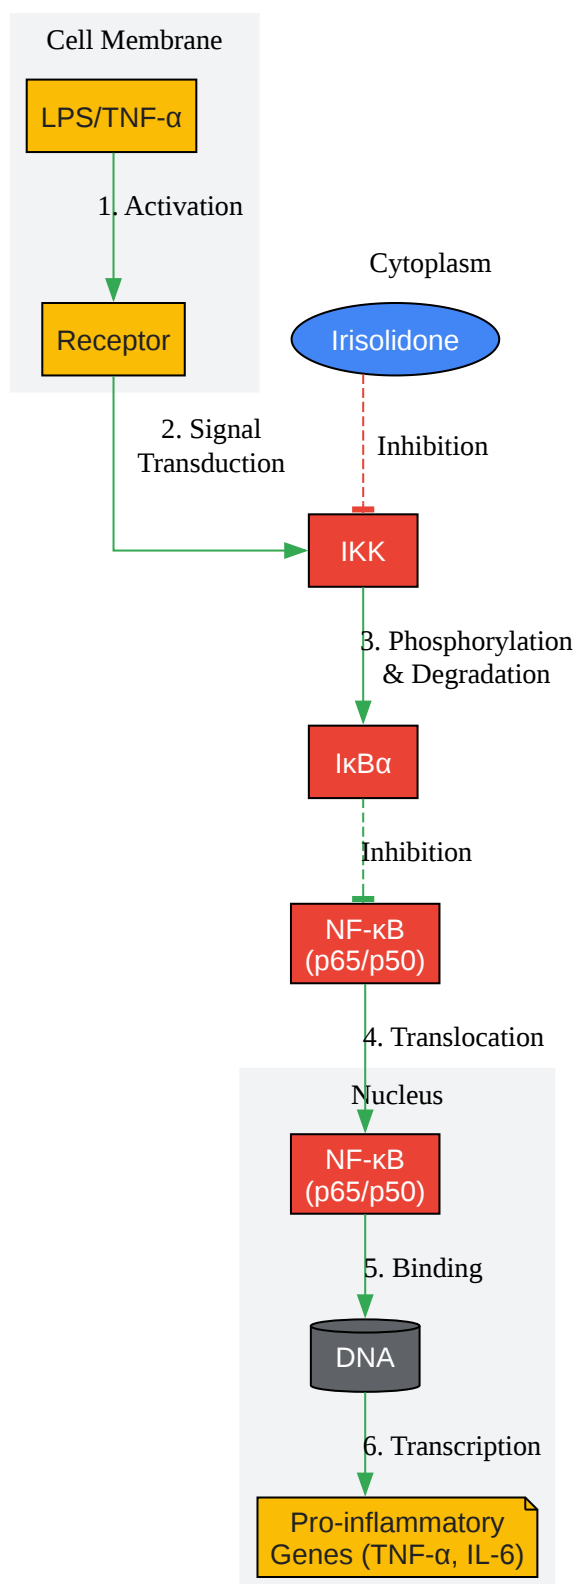 Cell Membrane
LPS/TNF-α
1. Activation
Cytoplasm
Receptor
Irisolidone
2. Signal
Transduction
Inhibition
IKK
3. Phosphorylation
& Degradation
IκBα
Inhibition
NF-κB
(p65/p50)
4. Translocation
Nucleus
NF-κB
(p65/p50)
5. Binding
DNA
6. Transcription
Pro-inflammatory
Genes (TNF-α, IL-6)